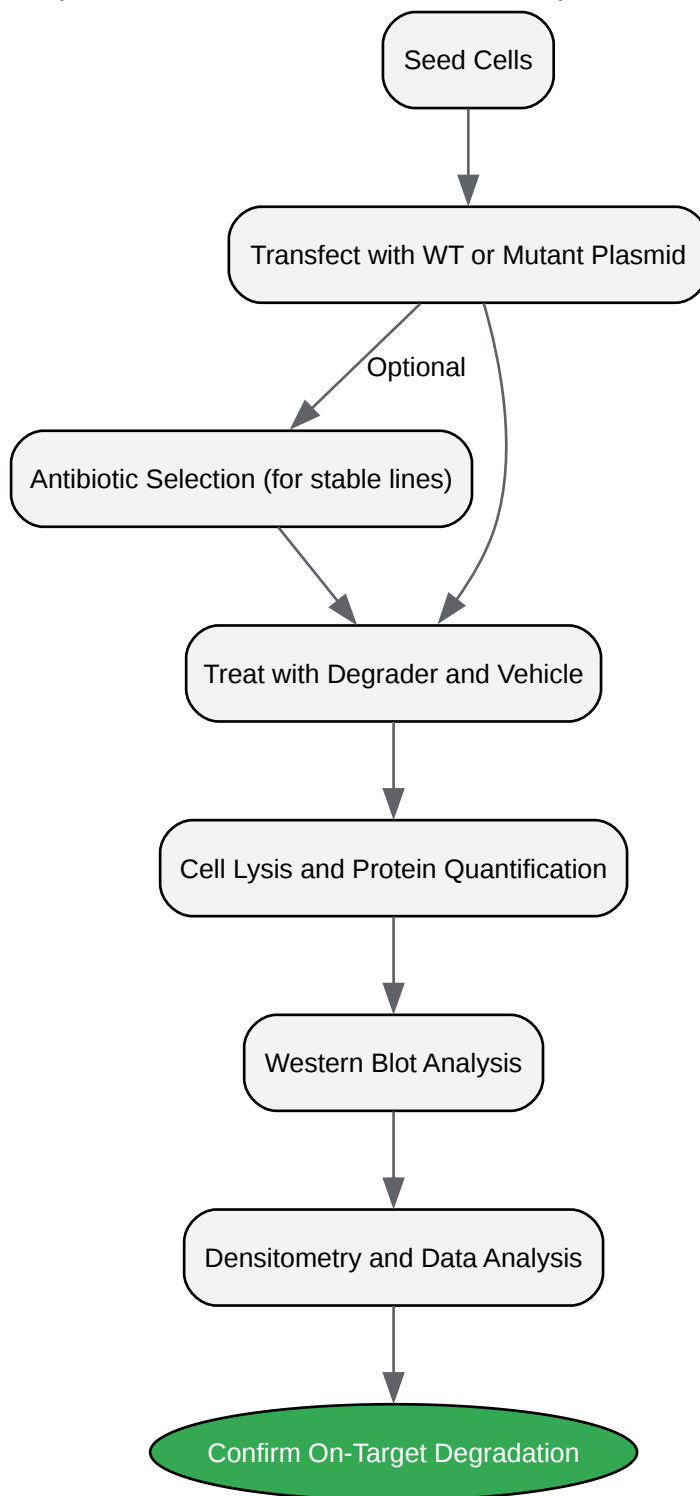 Seed Cells
Transfect with WT or Mutant Plasmid
Optional
Antibiotic Selection (for stable lines)
Treat with Degrader and Vehicle
Cell Lysis and Protein Quantification
Western Blot Analysis
Densitometry and Data Analysis
Confirm On-Target Degradation